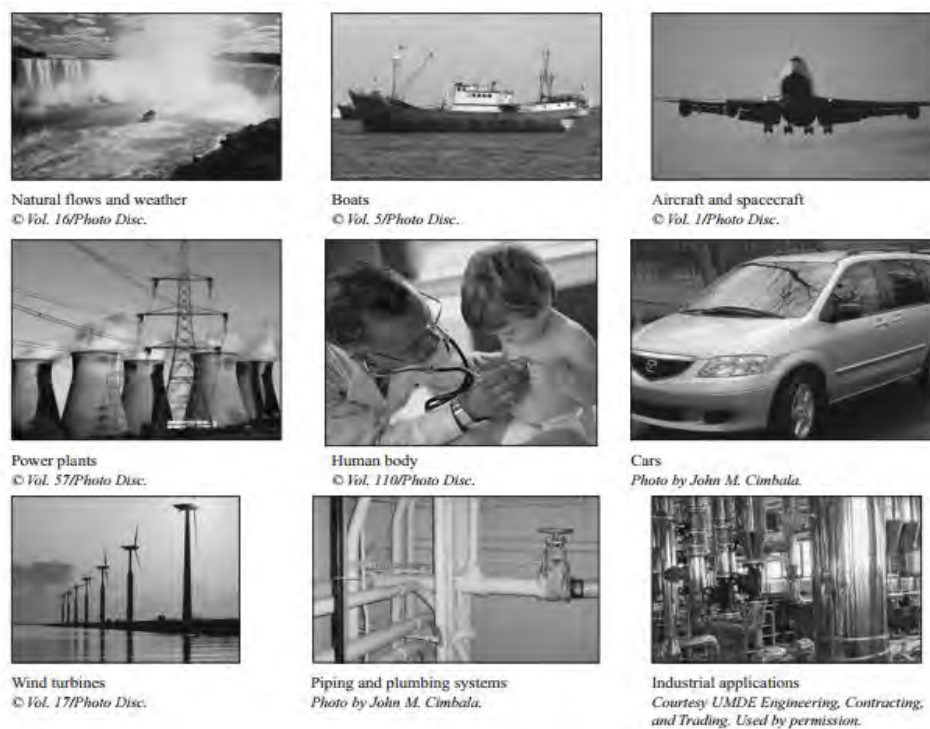 Natural flows and weather
© Vol. 16/Photo Disc.
Boats
© Vol. 5/Photo Disc.
Aircraft and spacecraft
© Vol. 1/Photo Disc.
Power plants
© Vol. 57/Photo Disc.
Human body
© Vol. 110/Photo Disc.
Cars
Photo by John M. Cimbala.
Wind turbines
© Vol. 17/Photo Disc.
Piping and plumbing systems
Photo by John M. Cimbala.
Industrial applications
Courtesy UMDE Engineering, Contracting,
and Trading. Used by permission.